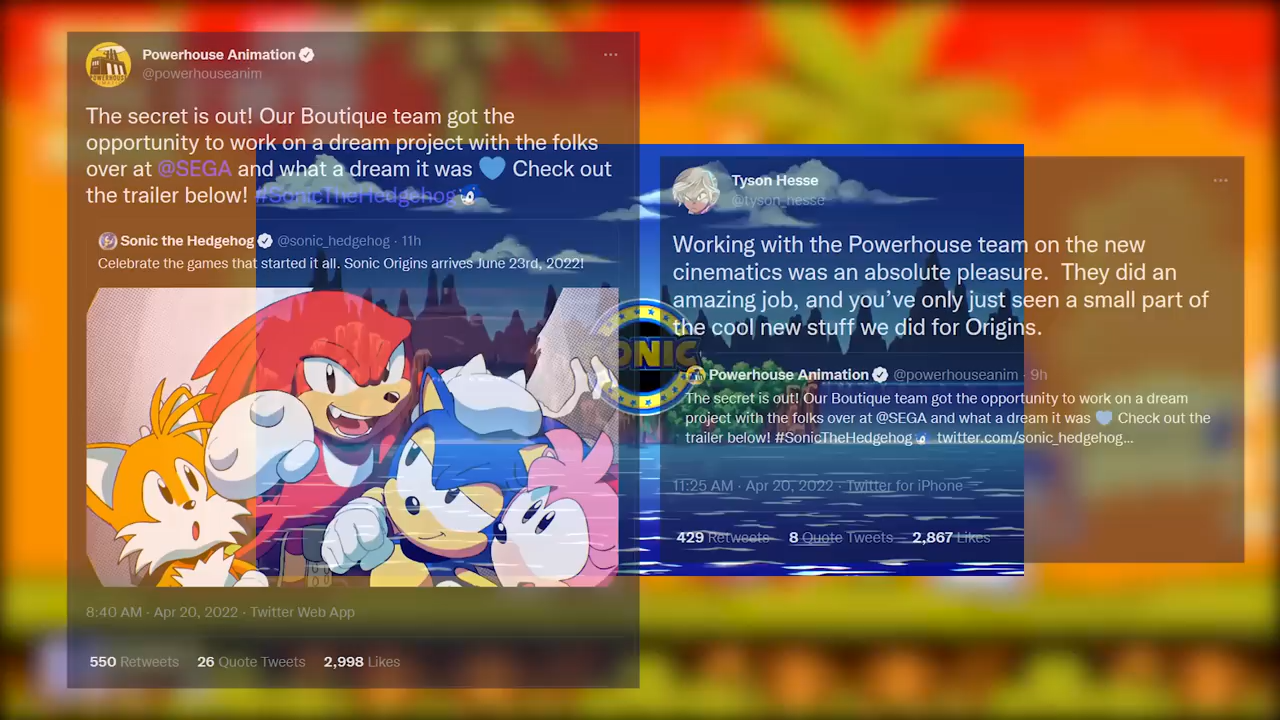 Powerhouse Animation
@powerhouseanim
The secret is out! Our Boutique team got the
opportunity to work on a dream project with the folks
over at @SEGA and what a dream it was 💙 Check out
the trailer below! #SonicTheHedgehog
Sonic the Hedgehog @sonic_hedgehog · 11h
Celebrate the games that started it all. Sonic Origins arrives June 23rd, 2022!
8:40 AM · Apr 20, 2022 · Twitter Web App
550 Retweets 26 Quote Tweets 2,998 Likes
SONIC
Tyson Hesse
@tyson_hesse
Working with the Powerhouse team on the new
cinematics was an absolute pleasure. They did an
amazing job, and you’ve only just seen a small part of
the cool new stuff we did for Origins.
Powerhouse Animation @powerhouseanim · 9h
The secret is out! Our Boutique team got the opportunity to work on a dream
project with the folks over at @SEGA and what a dream it was 💙 Check out the
trailer below! #SonicTheHedgehog twitter.com/sonic_hedgehog…
11:25 AM · Apr 20, 2022 · Twitter for iPhone
429 Retweets 8 Quote Tweets 2,867 Likes